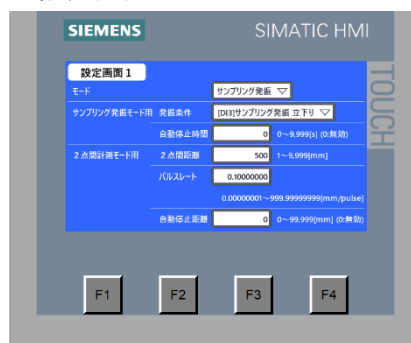 SIEMENS
SIMATIC HMI
TOUCH
設定画面1
モード サンプリング発振
サンプリング発振モード用 発振条件 [DI3]サンプリング発振 立下り
自動停止時間 0 0～9,999[s] (0:無効)
2点間計測モード用 2点間距離 500 1～9,999[mm]
パルスレート 0.10000000
0.00000001～999.99999999[mm/pulse]
自動停止距離 0 0～99,999[mm] (0:無効)
F1 F2 F3 F4